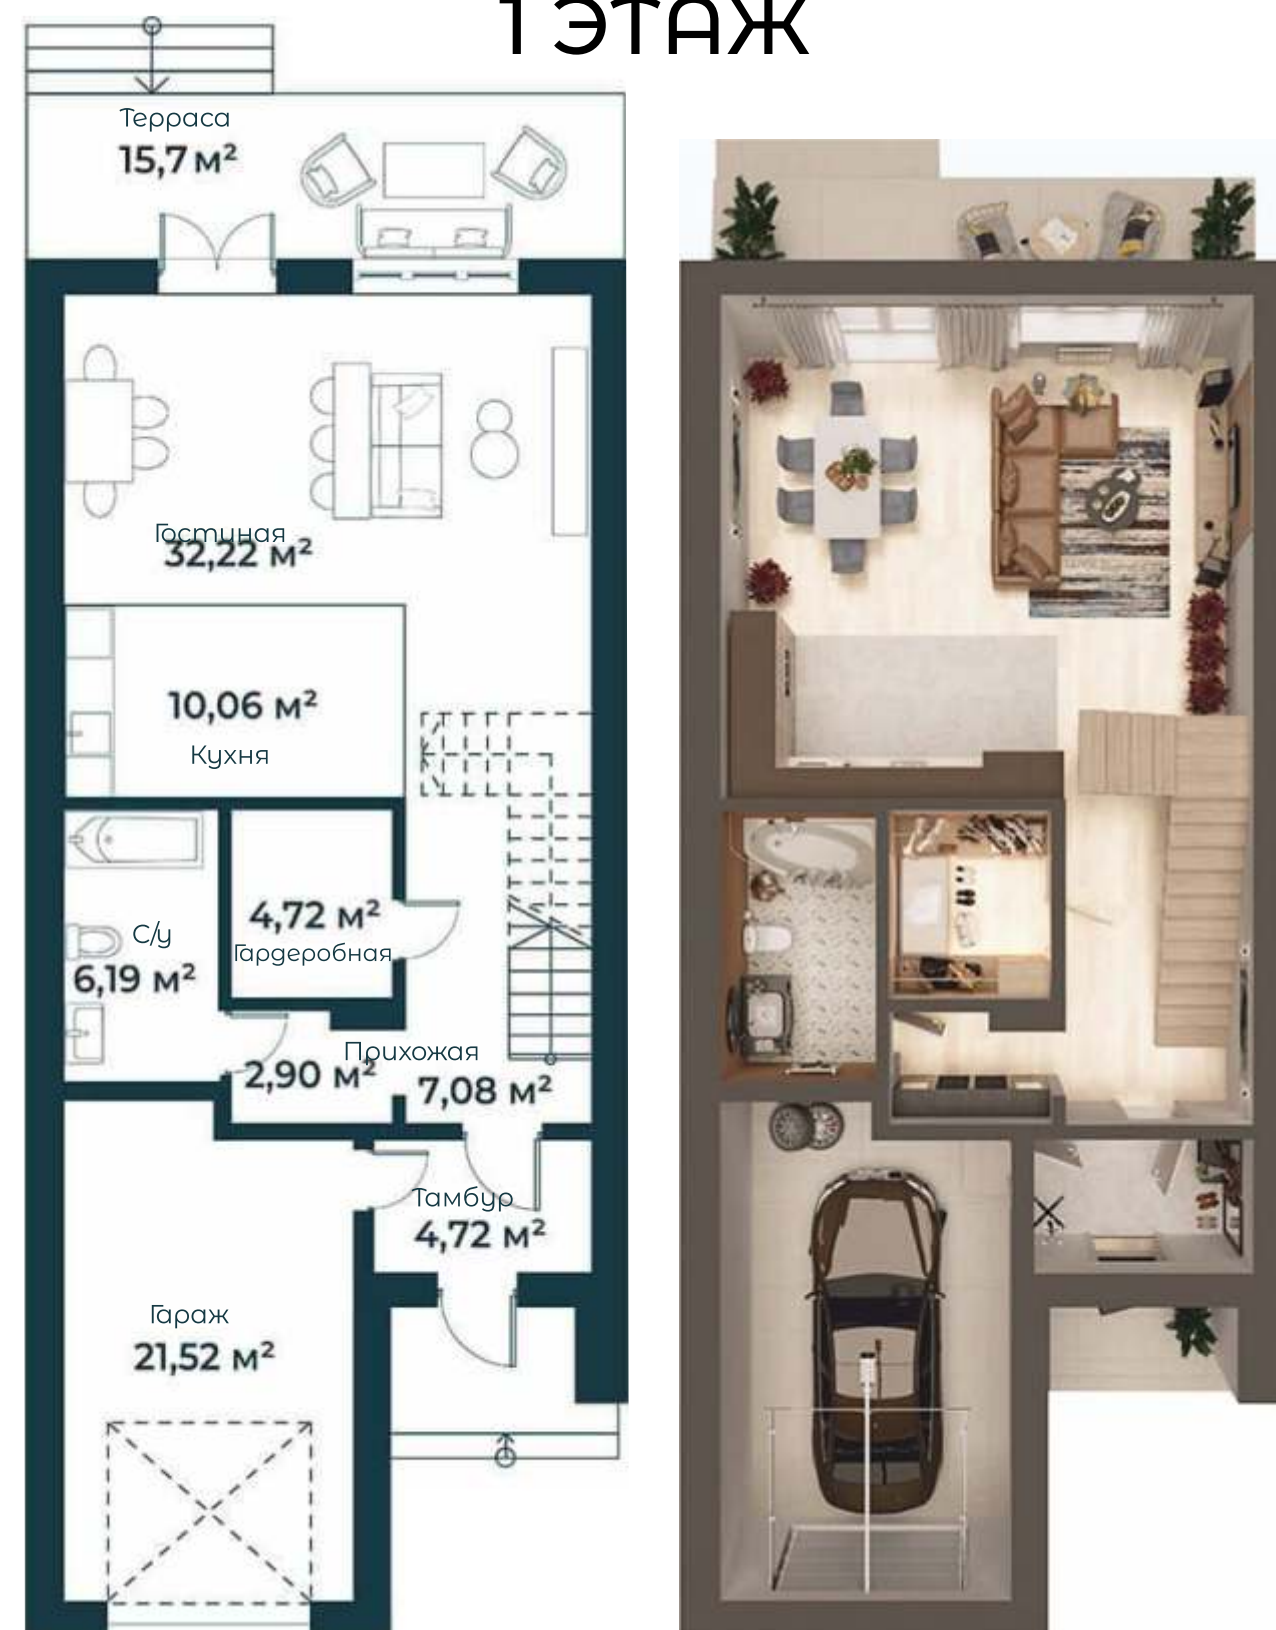 1 ЭТАЖ
Терраса
15,7 м²
Гостиная
32,22 м²
10,06 м²
Кухня
4,72 м²
Гардеробная
С/у
6,19 м²
Прихожая
2,90 м²
7,08 м²
Тамбур
4,72 м²
Гараж
21,52 м²